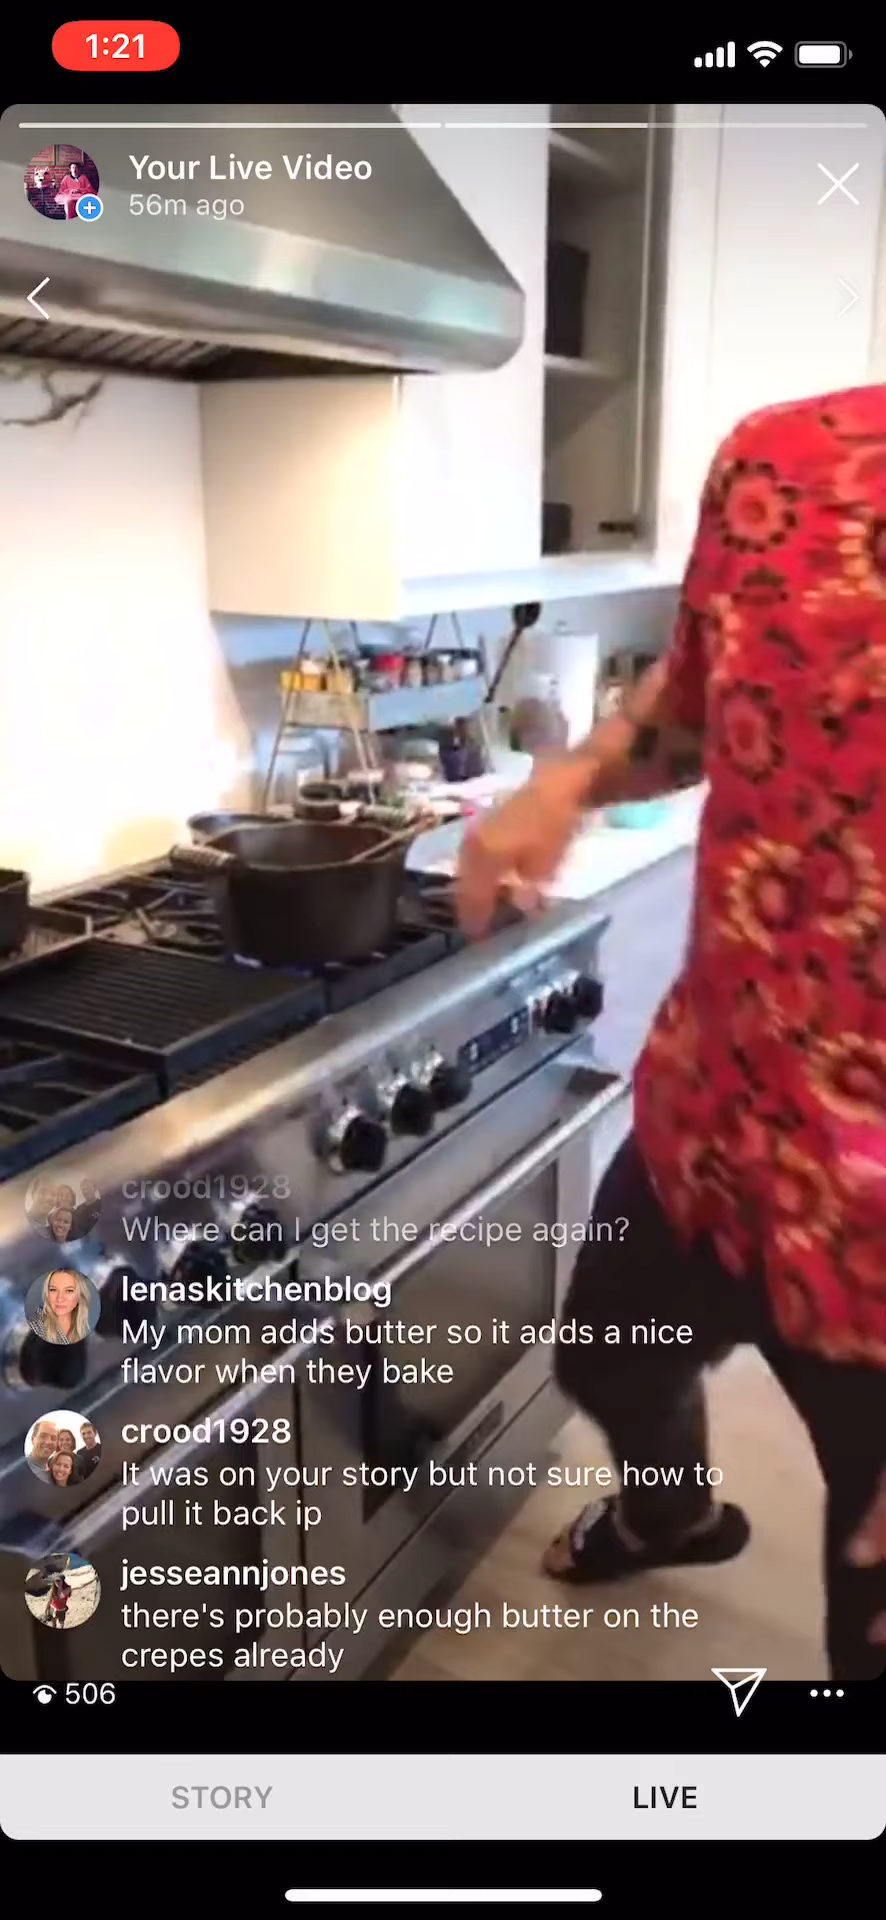 1:21
Your Live Video
56m ago
crood1928
Where can I get the recipe again?
lenaskitchenblog
My mom adds butter so it adds a nice
flavor when they bake
crood1928
It was on your story but not sure how to
pull it back ip
jesseannjones
there's probably enough butter on the
crepes already
506
STORY
LIVE